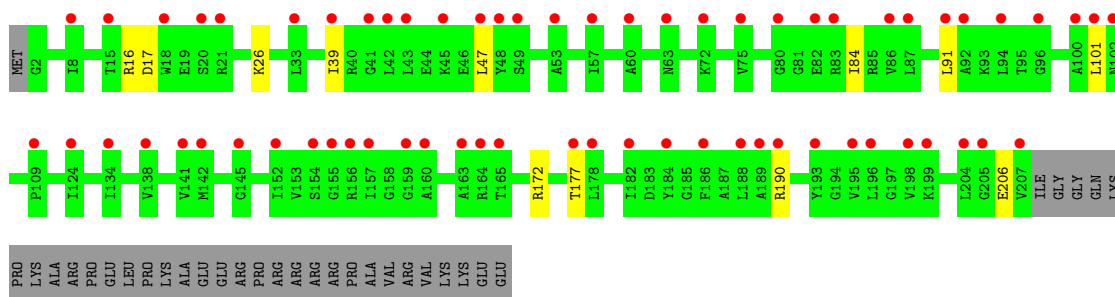 MET G2 I8 T15 R16 D17 W18 E19 S20 R21 K26 L33 I39 R40 G41 L42 L43 E44 K45 E46 L47 Y48 S49 A53 I57 A60 N63 K72 V75 G80 G81 E82 R83 I84 R85 V86 L87 L91 A92 K93 L94 T95 G96 A100 L101 N102
P109 I124 I134 V138 V141 M142 G145 I152 V153 S154 G155 R156 I157 G158 G159 A160 A163 R164 T165 R172 T177 L178 I182 D183 Y184 G185 F186 A187 L188 A189 R190 Y193 G194 V195 L196 G197 V198 K199 L204 G205 E206 V207 ILE GLY GLY GLN LYS
PRO LYS ALA ARG PRO GLU LEU PRO LYS ALA GLU GLU ARG PRO ARG ARG ARG ARG PRO ALA VAL ARG VAL LYS LYS GLU GLU